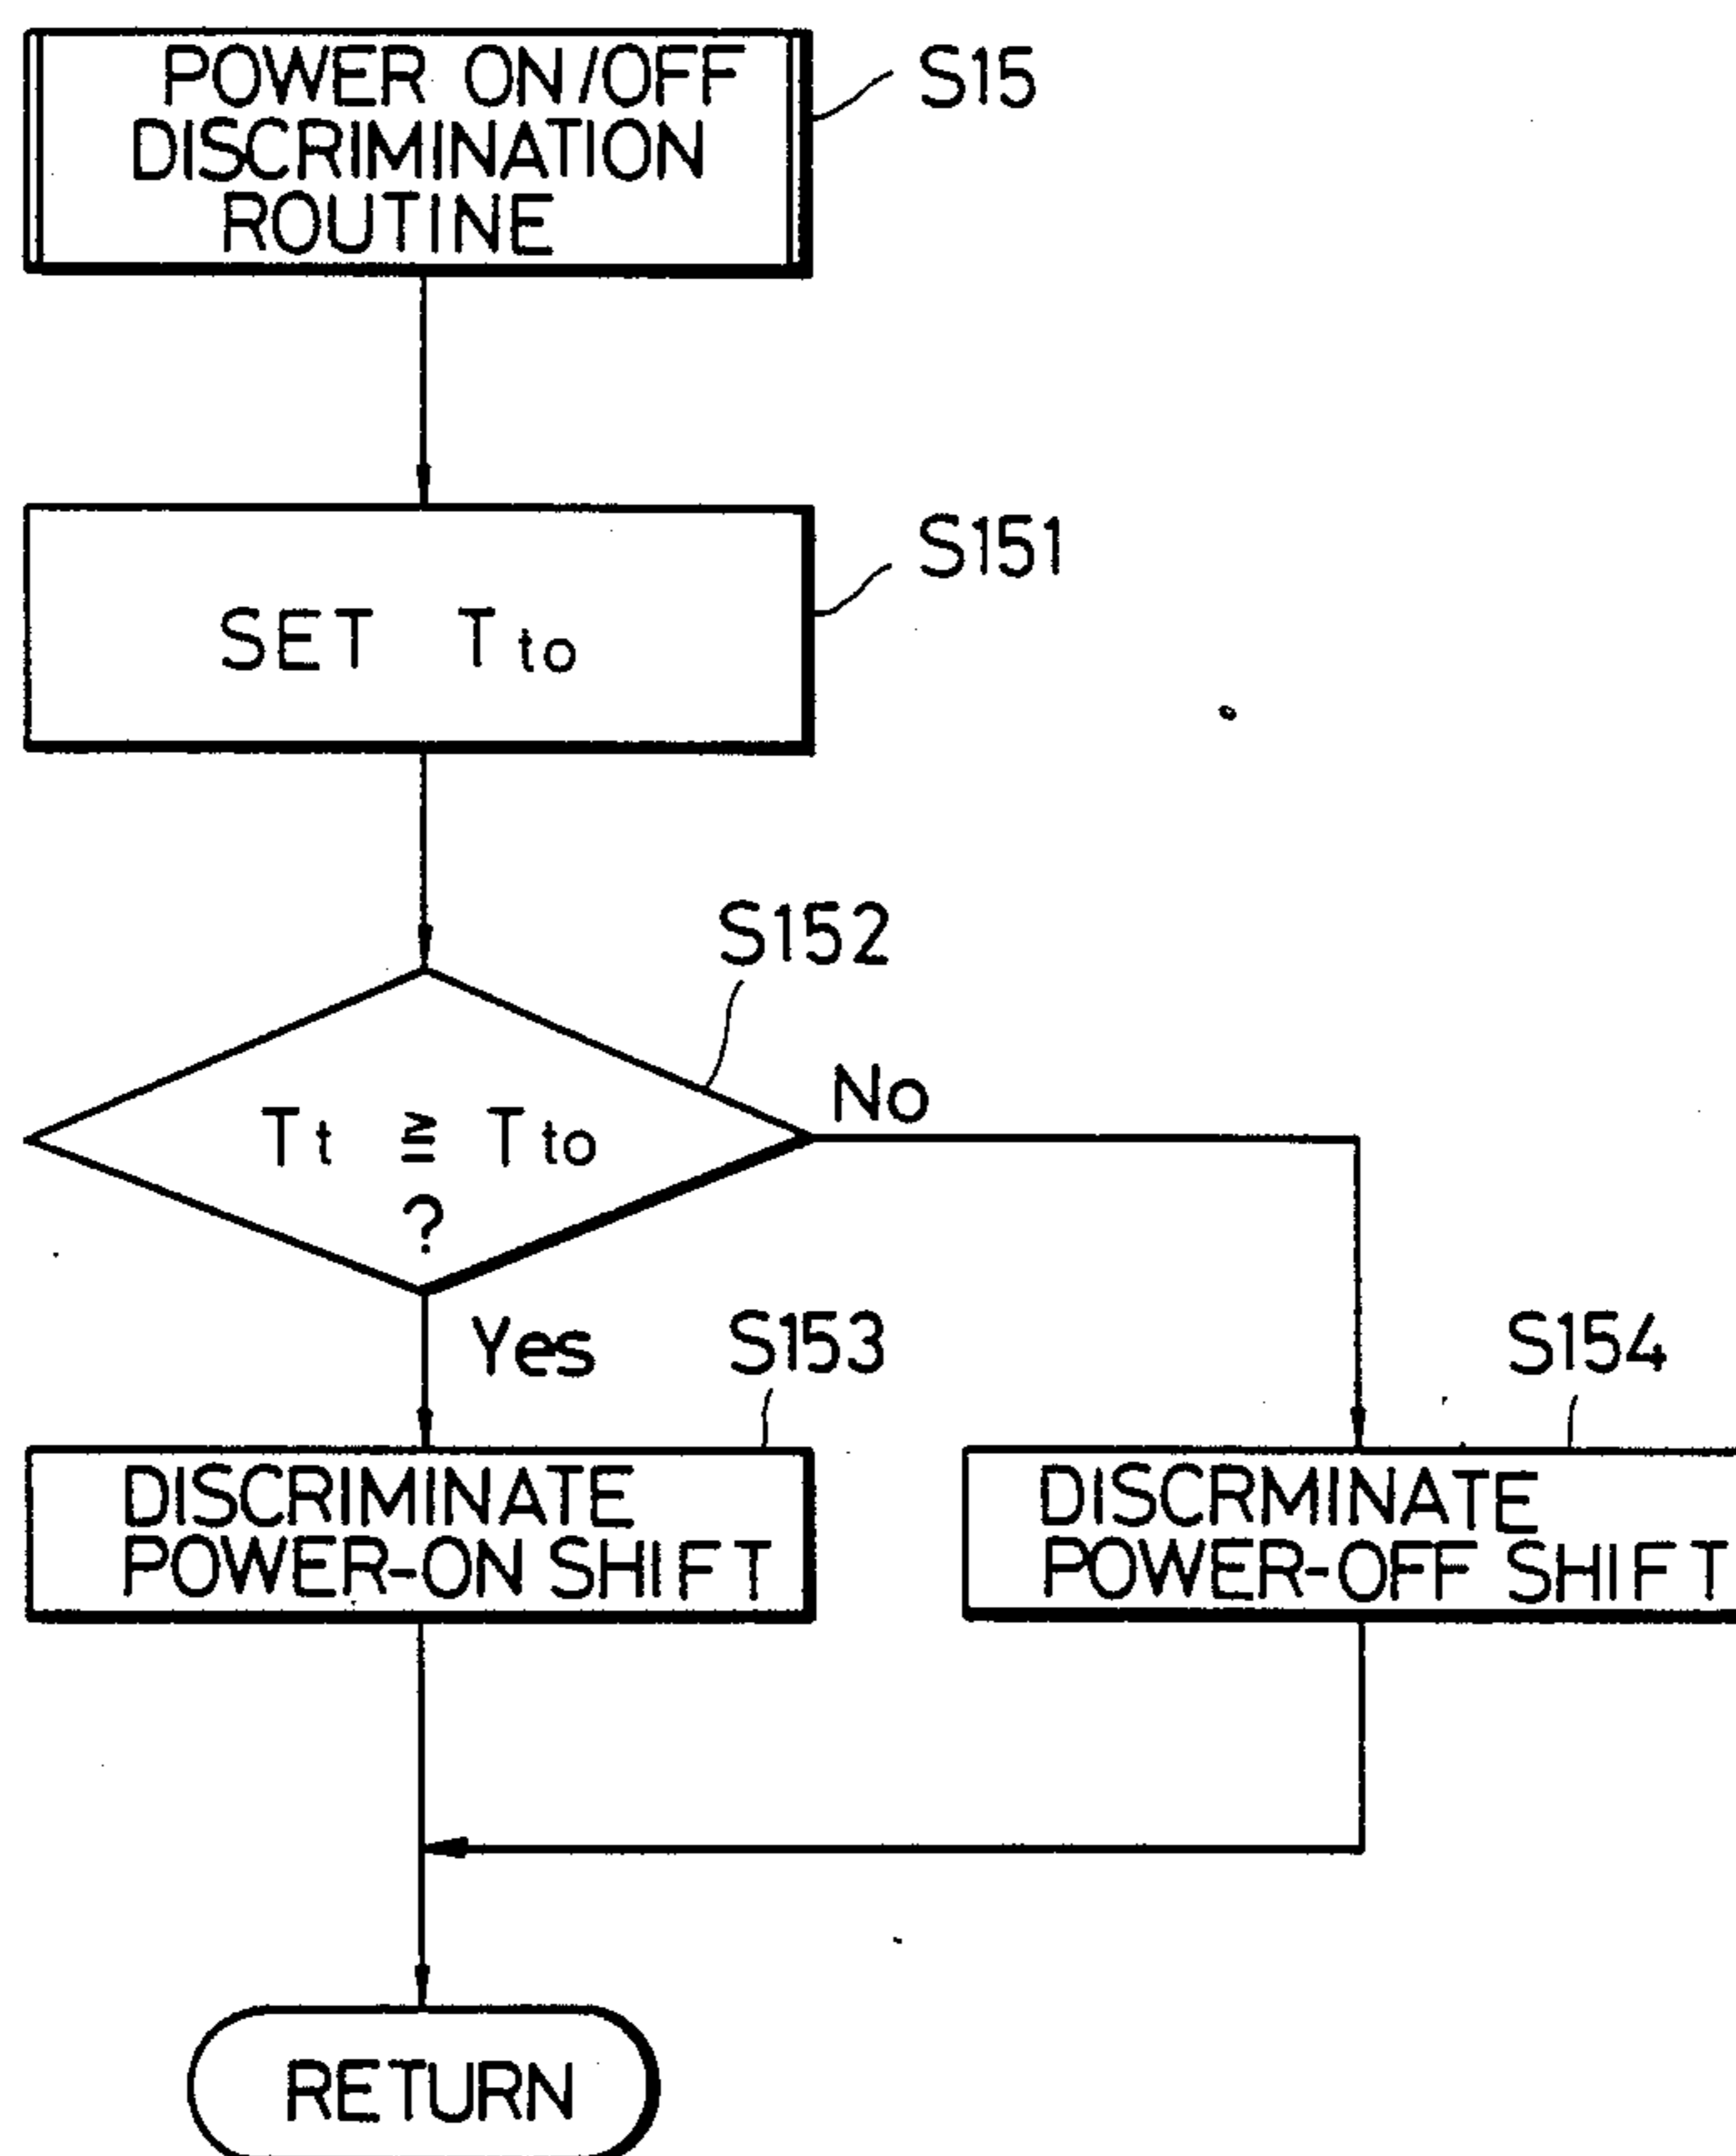 POWER ON/OFF
DISCRIMINATION
ROUTINE
S15
SET Tto
S151
S152
Tt ≧ Tto
?
No
Yes
S153
S154
DISCRIMINATE
POWER-ON SHIFT
DISCRMINATE
POWER-OFF SHIFT
RETURN